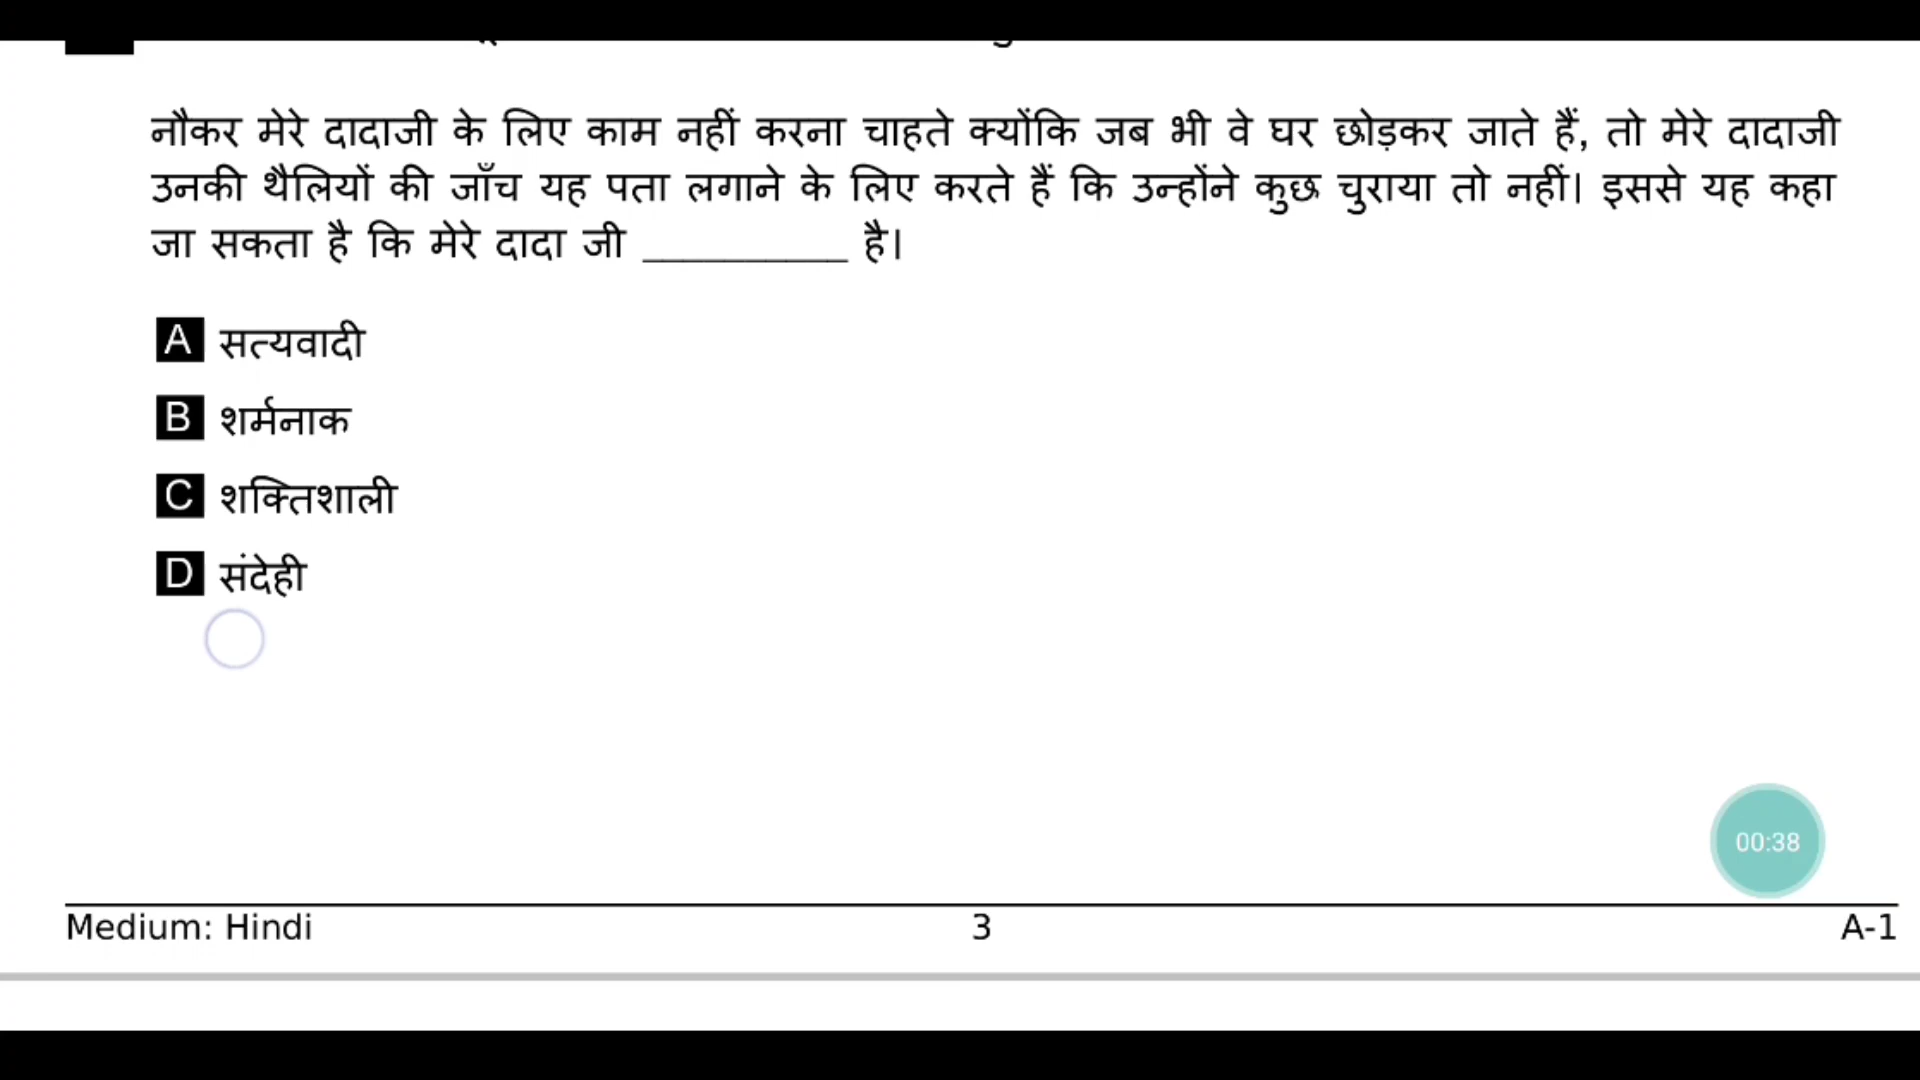 नौकर मेरे दादाजी के लिए काम नहीं करना चाहते क्योंकि जब भी वे घर छोड़कर जाते हैं, तो मेरे दादाजी
उनकी थैलियों की जाँच यह पता लगाने के लिए करते हैं कि उन्होंने कुछ चुराया तो नहीं। इससे यह कहा
जा सकता है कि मेरे दादा जी __________ है।
A सत्यवादी
B शर्मनाक
C शक्तिशाली
D संदेही
00:38
Medium: Hindi 3 A-1